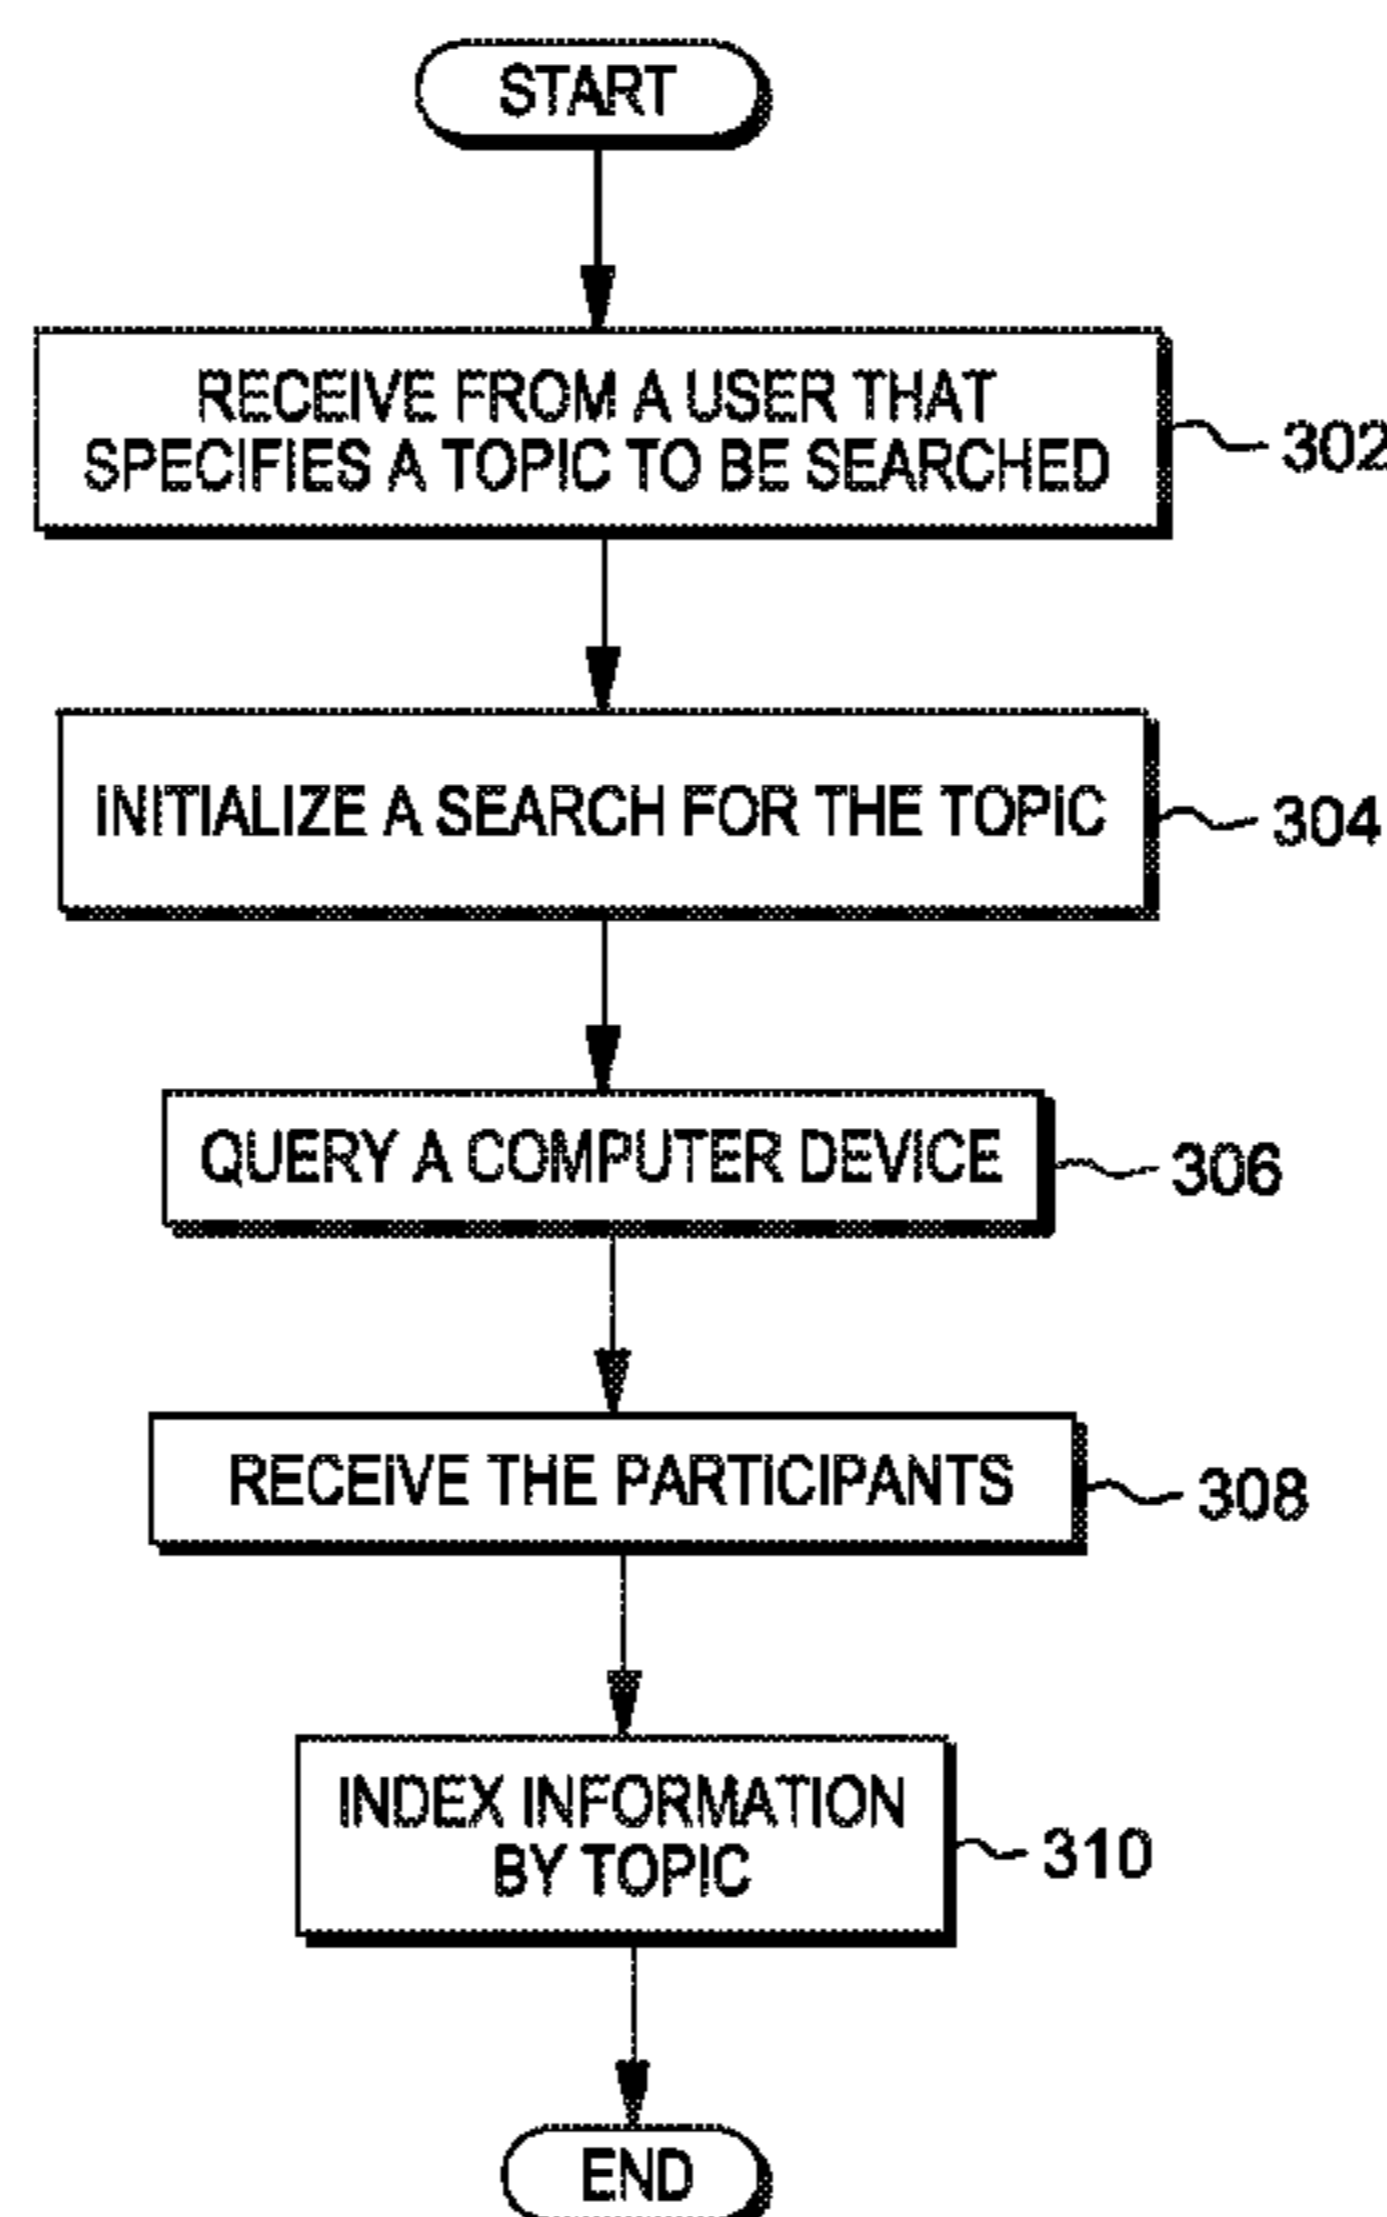 START
RECEIVE FROM A USER THAT
SPECIFIES A TOPIC TO BE SEARCHED
302
INITIALIZE A SEARCH FOR THE TOPIC
304
QUERY A COMPUTER DEVICE
306
RECEIVE THE PARTICIPANTS
308
INDEX INFORMATION
BY TOPIC
310
END